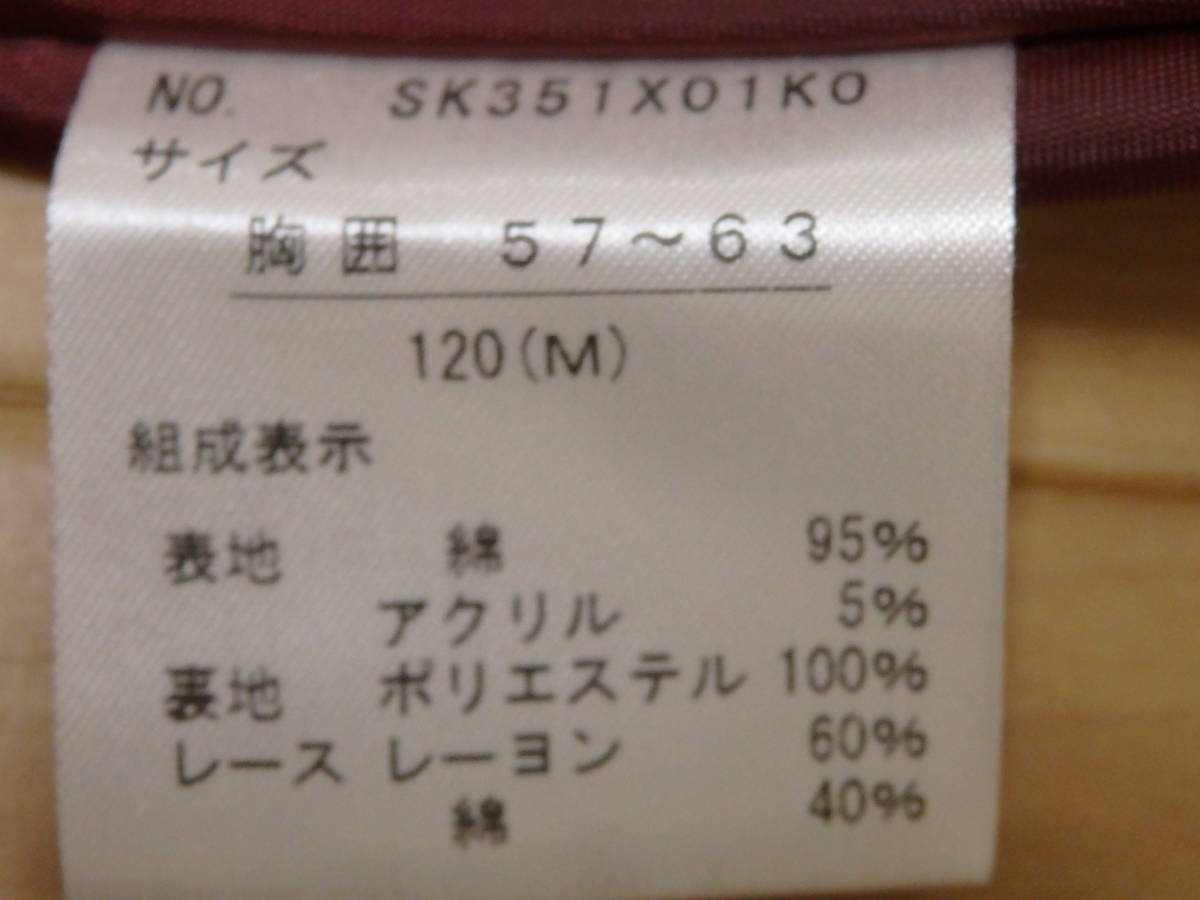 NO. SK351X01KO
サイズ
胸囲 57～63
120(M)
組成表示
表地 綿 95%
アクリル 5%
裏地 ポリエステル 100%
レース レーヨン 60%
綿 40%